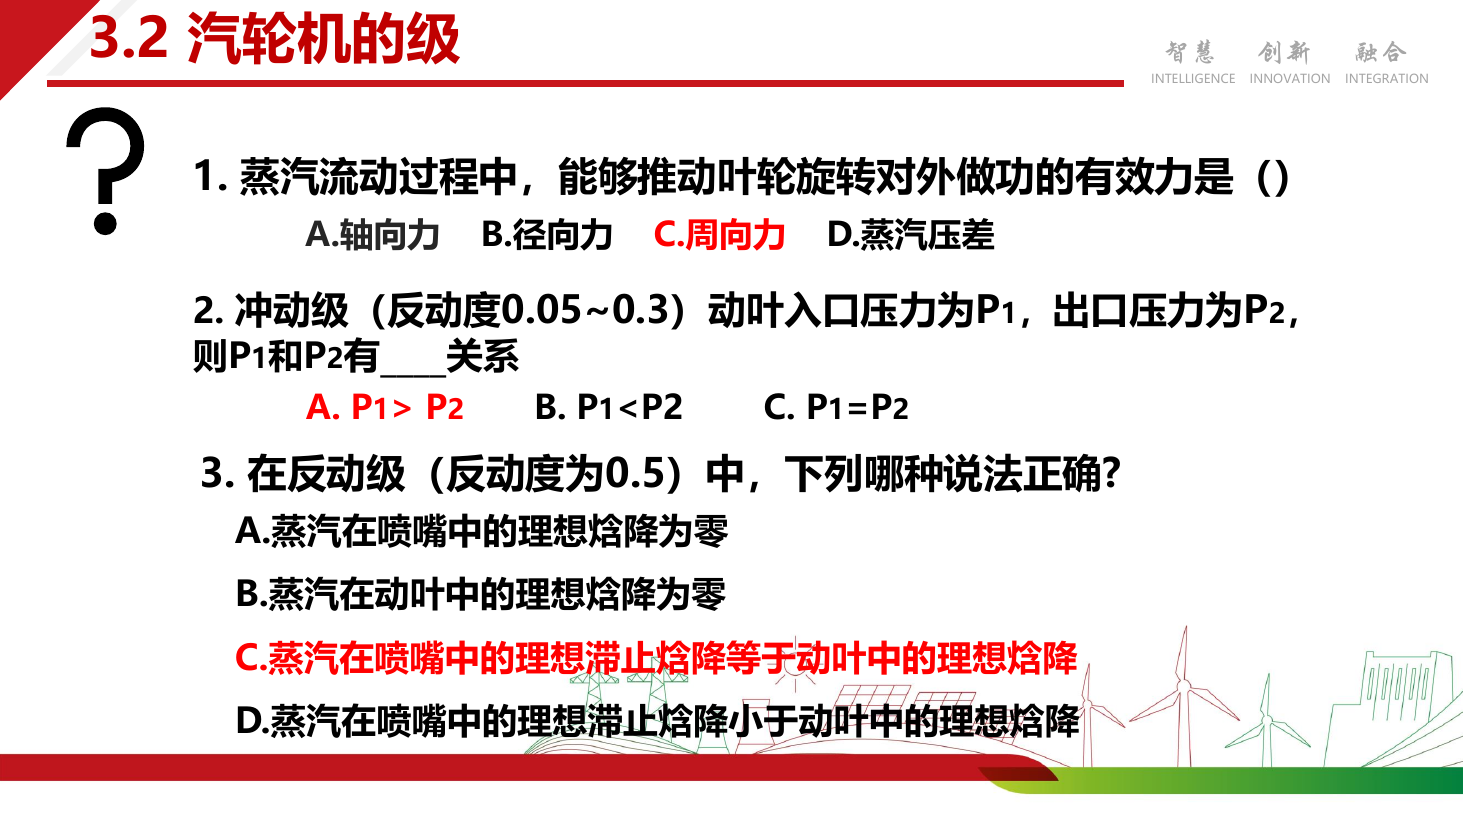 3.2 汽轮机的级
智慧 创新 融合
INTELLIGENCE INNOVATION INTEGRATION
?
1. 蒸汽流动过程中，能够推动叶轮旋转对外做功的有效力是（）
A.轴向力 B.径向力 C.周向力 D.蒸汽压差
2. 冲动级（反动度0.05~0.3）动叶入口压力为P1，出口压力为P2，
则P1和P2有____关系
A. P1> P2 B. P1<P2 C. P1=P2
3. 在反动级（反动度为0.5）中，下列哪种说法正确?
A.蒸汽在喷嘴中的理想焓降为零
B.蒸汽在动叶中的理想焓降为零
C.蒸汽在喷嘴中的理想滞止焓降等于动叶中的理想焓降
D.蒸汽在喷嘴中的理想滞止焓降小于动叶中的理想焓降